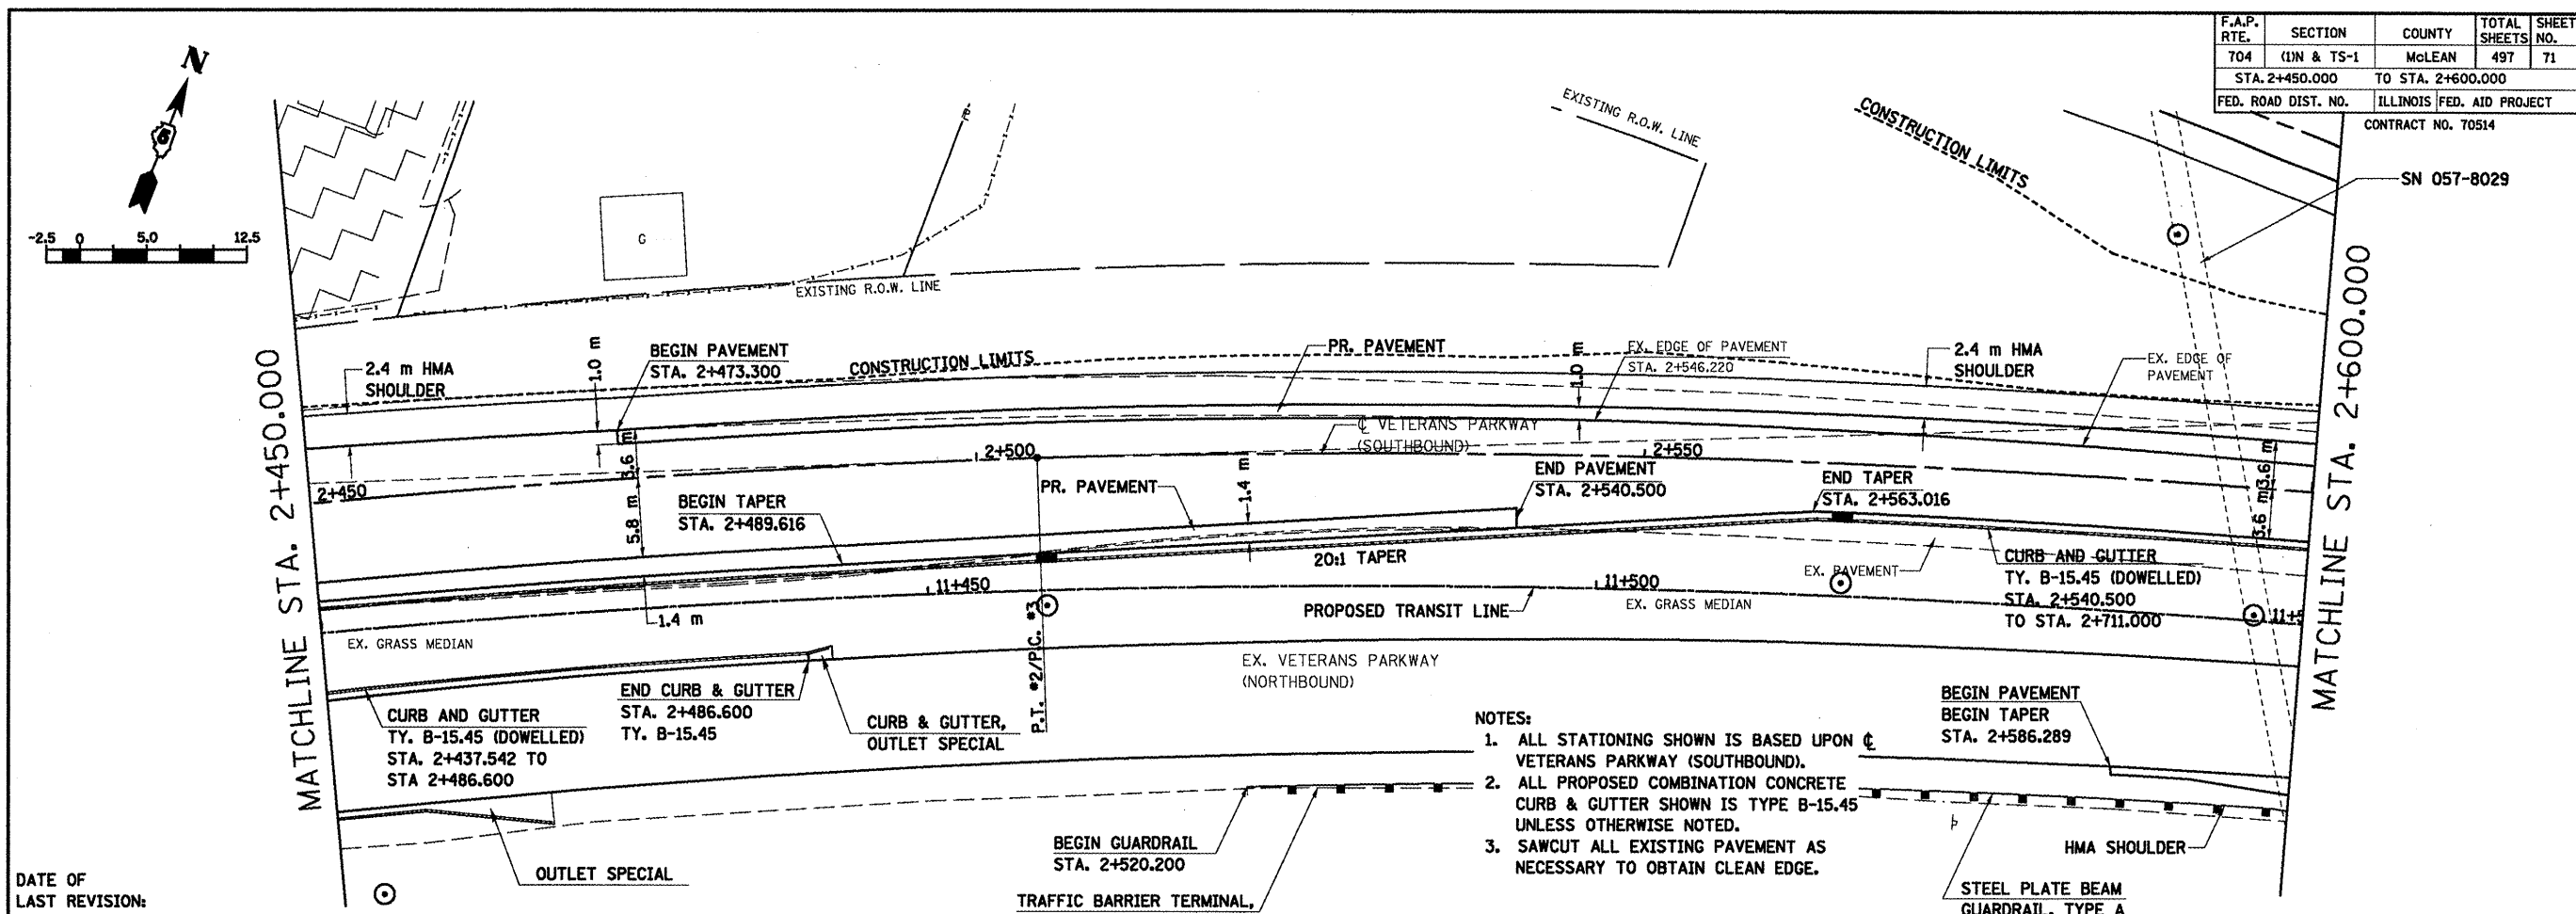 F.A.P. RTE. SECTION COUNTY TOTAL SHEETS SHEET NO.
704 (1)N & TS-1 McLEAN 497 71
STA. 2+450.000 TO STA. 2+600.000
FED. ROAD DIST. NO. ILLINOIS FED. AID PROJECT
CONTRACT NO. 70514
N
5
-2.5 0 5.0 12.5
G
EXISTING R.O.W. LINE
EXISTING R.O.W. LINE
CONSTRUCTION LIMITS
SN 057-8029
MATCHLINE STA. 2+450.000
MATCHLINE STA. 2+600.000
2.4 m HMA
SHOULDER
1.0 m
BEGIN PAVEMENT
STA. 2+473.300
CONSTRUCTION LIMITS
PR. PAVEMENT
1.0 m
EX. EDGE OF PAVEMENT
STA. 2+546.220
2.4 m HMA
SHOULDER
EX. EDGE OF
PAVEMENT
℄ VETERANS PARKWAY
(SOUTHBOUND)
2+450
2+500
2+550
3.6 m
5.8 m
3.6 m
3.6 m
BEGIN TAPER
STA. 2+489.616
PR. PAVEMENT
1.4 m
END PAVEMENT
STA. 2+540.500
END TAPER
STA. 2+563.016
20:1 TAPER
EX. PAVEMENT
CURB AND GUTTER
TY. B-15.45 (DOWELLED)
STA. 2+540.500
TO STA. 2+711.000
1.4 m
11+450
11+500
11+5
EX. GRASS MEDIAN
PROPOSED TRANSIT LINE
EX. GRASS MEDIAN
P.T. #2/P.C. #3
EX. VETERANS PARKWAY
(NORTHBOUND)
CURB AND GUTTER
TY. B-15.45 (DOWELLED)
STA. 2+437.542 TO
STA 2+486.600
END CURB & GUTTER
STA. 2+486.600
TY. B-15.45
CURB & GUTTER,
OUTLET SPECIAL
BEGIN PAVEMENT
BEGIN TAPER
STA. 2+586.289
NOTES:
1. ALL STATIONING SHOWN IS BASED UPON ℄
VETERANS PARKWAY (SOUTHBOUND).
2. ALL PROPOSED COMBINATION CONCRETE
CURB & GUTTER SHOWN IS TYPE B-15.45
UNLESS OTHERWISE NOTED.
3. SAWCUT ALL EXISTING PAVEMENT AS
NECESSARY TO OBTAIN CLEAN EDGE.
BEGIN GUARDRAIL
STA. 2+520.200
OUTLET SPECIAL
TRAFFIC BARRIER TERMINAL,
HMA SHOULDER
STEEL PLATE BEAM
GUARDRAIL, TYPE A
DATE OF
LAST REVISION: